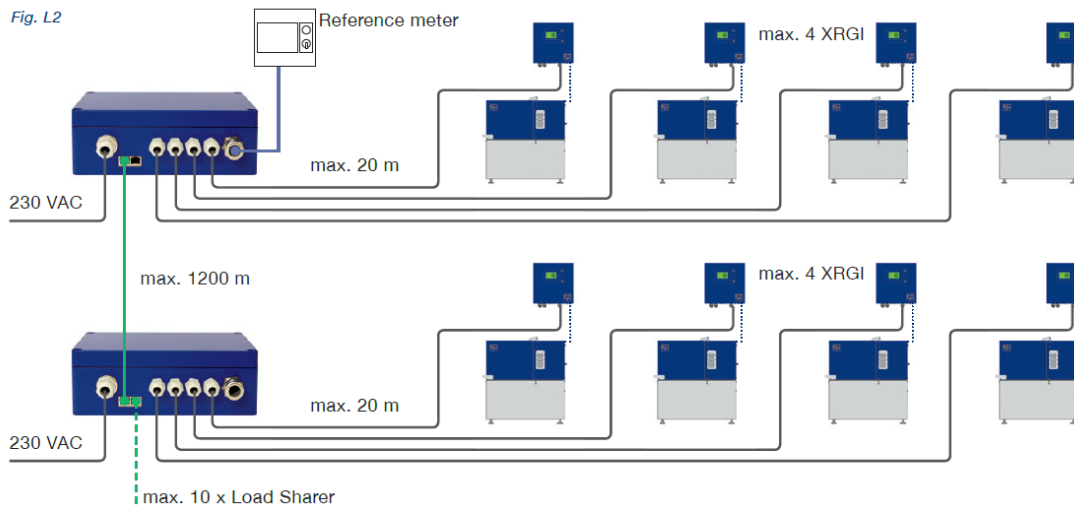 Fig. L2
Reference meter
max. 4 XRGI
max. 20 m
230 VAC
max. 1200 m
max. 4 XRGI
max. 20 m
230 VAC
max. 10 x Load Sharer